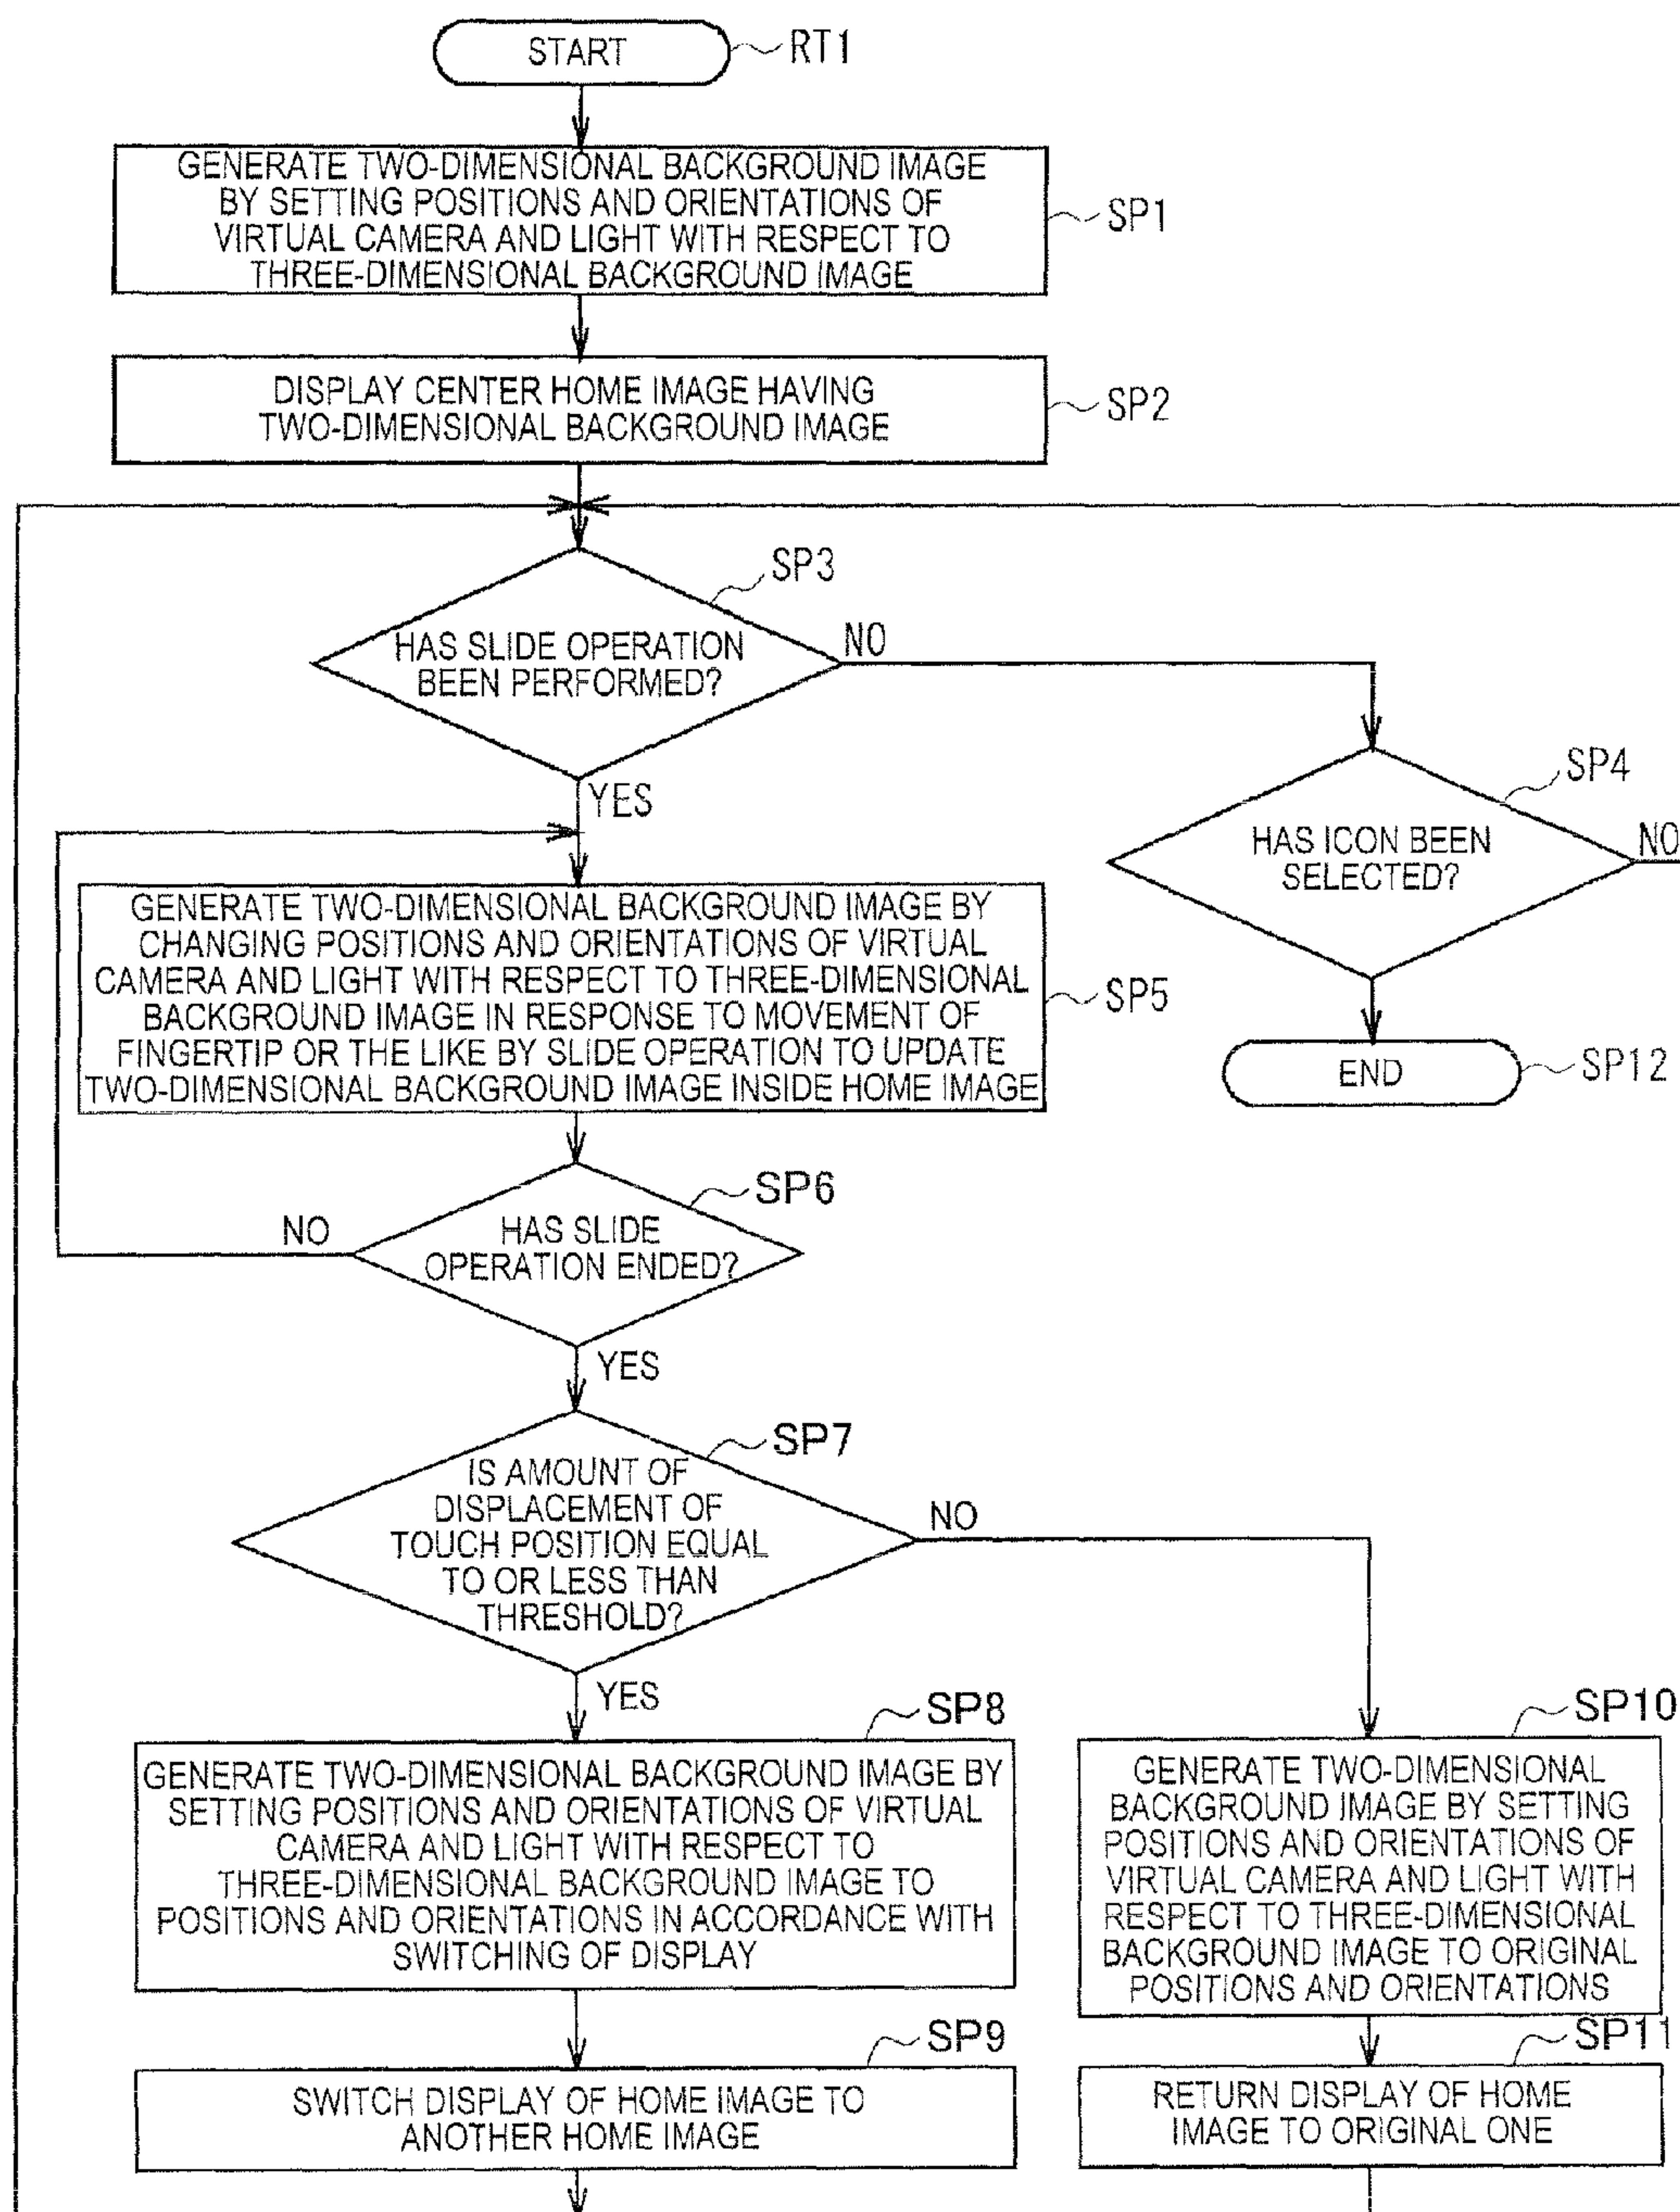 START
RT1
GENERATE TWO-DIMENSIONAL BACKGROUND IMAGE
BY SETTING POSITIONS AND ORIENTATIONS OF
VIRTUAL CAMERA AND LIGHT WITH RESPECT TO
THREE-DIMENSIONAL BACKGROUND IMAGE
SP1
DISPLAY CENTER HOME IMAGE HAVING
TWO-DIMENSIONAL BACKGROUND IMAGE
SP2
SP3
HAS SLIDE OPERATION
BEEN PERFORMED?
NO
YES
SP4
HAS ICON BEEN
SELECTED?
NO
GENERATE TWO-DIMENSIONAL BACKGROUND IMAGE BY
CHANGING POSITIONS AND ORIENTATIONS OF VIRTUAL
CAMERA AND LIGHT WITH RESPECT TO THREE-DIMENSIONAL
BACKGROUND IMAGE IN RESPONSE TO MOVEMENT OF
FINGERTIP OR THE LIKE BY SLIDE OPERATION TO UPDATE
TWO-DIMENSIONAL BACKGROUND IMAGE INSIDE HOME IMAGE
SP5
END
SP12
SP6
HAS SLIDE
OPERATION ENDED?
NO
YES
SP7
IS AMOUNT OF
DISPLACEMENT OF
TOUCH POSITION EQUAL
TO OR LESS THAN
THRESHOLD?
NO
YES
SP8
GENERATE TWO-DIMENSIONAL BACKGROUND IMAGE BY
SETTING POSITIONS AND ORIENTATIONS OF VIRTUAL
CAMERA AND LIGHT WITH RESPECT TO
THREE-DIMENSIONAL BACKGROUND IMAGE TO
POSITIONS AND ORIENTATIONS IN ACCORDANCE WITH
SWITCHING OF DISPLAY
SP10
GENERATE TWO-DIMENSIONAL
BACKGROUND IMAGE BY SETTING
POSITIONS AND ORIENTATIONS OF
VIRTUAL CAMERA AND LIGHT WITH
RESPECT TO THREE-DIMENSIONAL
BACKGROUND IMAGE TO ORIGINAL
POSITIONS AND ORIENTATIONS
SP9
SWITCH DISPLAY OF HOME IMAGE TO
ANOTHER HOME IMAGE
SP11
RETURN DISPLAY OF HOME
IMAGE TO ORIGINAL ONE